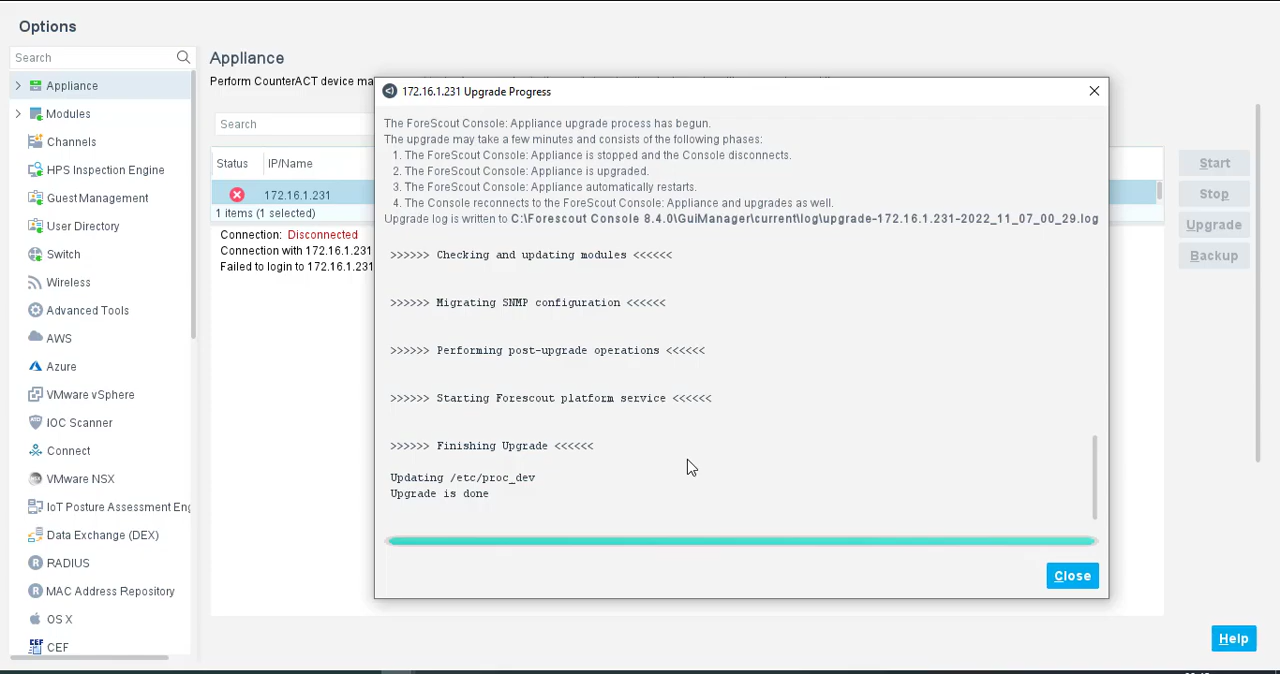 Options
Search
Appliance
Modules
Channels
HPS Inspection Engine
Guest Management
User Directory
Switch
Wireless
Advanced Tools
AWS
Azure
VMware vSphere
IOC Scanner
Connect
VMware NSX
IoT Posture Assessment Eng
Data Exchange (DEX)
RADIUS
MAC Address Repository
OS X
CEF
Appliance
Perform CounterACT device ma
Search
Status IP/Name
172.16.1.231
1 items (1 selected)
Connection: Disconnected
Connection with 172.16.1.231
Failed to login to 172.16.1.231
172.16.1.231 Upgrade Progress
The ForeScout Console: Appliance upgrade process has begun.
The upgrade may take a few minutes and consists of the following phases:
1. The ForeScout Console: Appliance is stopped and the Console disconnects.
2. The ForeScout Console: Appliance is upgraded.
3. The ForeScout Console: Appliance automatically restarts.
4. The Console reconnects to the ForeScout Console: Appliance and upgrades as well.
Upgrade log is written to C:\Forescout Console 8.4.0\GuiManager\current\log\upgrade-172.16.1.231-2022_11_07_00_29.log
>>>>>> Checking and updating modules <<<<<<
>>>>>> Migrating SNMP configuration <<<<<<
>>>>>> Performing post-upgrade operations <<<<<<
>>>>>> Starting Forescout platform service <<<<<<
>>>>>> Finishing Upgrade <<<<<<
Updating /etc/proc_dev
Upgrade is done
Close
Start
Stop
Upgrade
Backup
Help